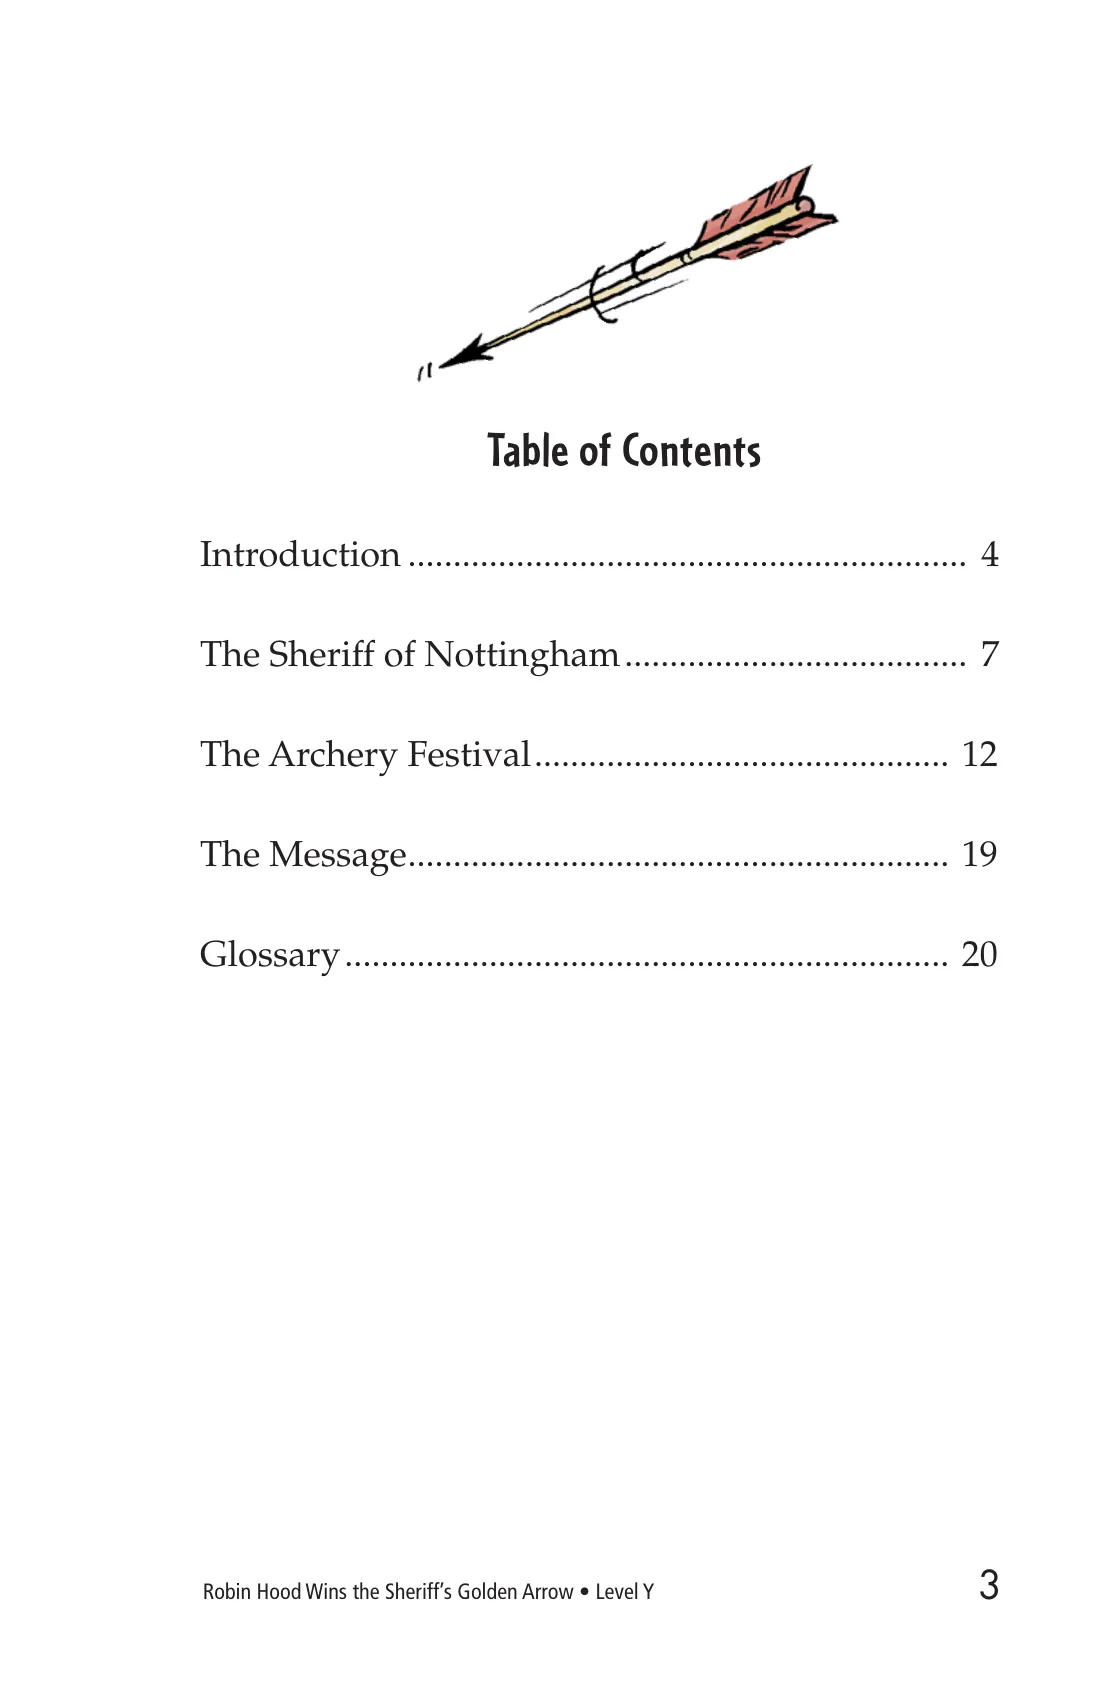 Table of Contents
Introduction .............................................................. 4
The Sheriff of Nottingham ...................................... 7
The Archery Festival .............................................. 12
The Message ............................................................ 19
Glossary ................................................................... 20
Robin Hood Wins the Sheriff’s Golden Arrow • Level Y 3